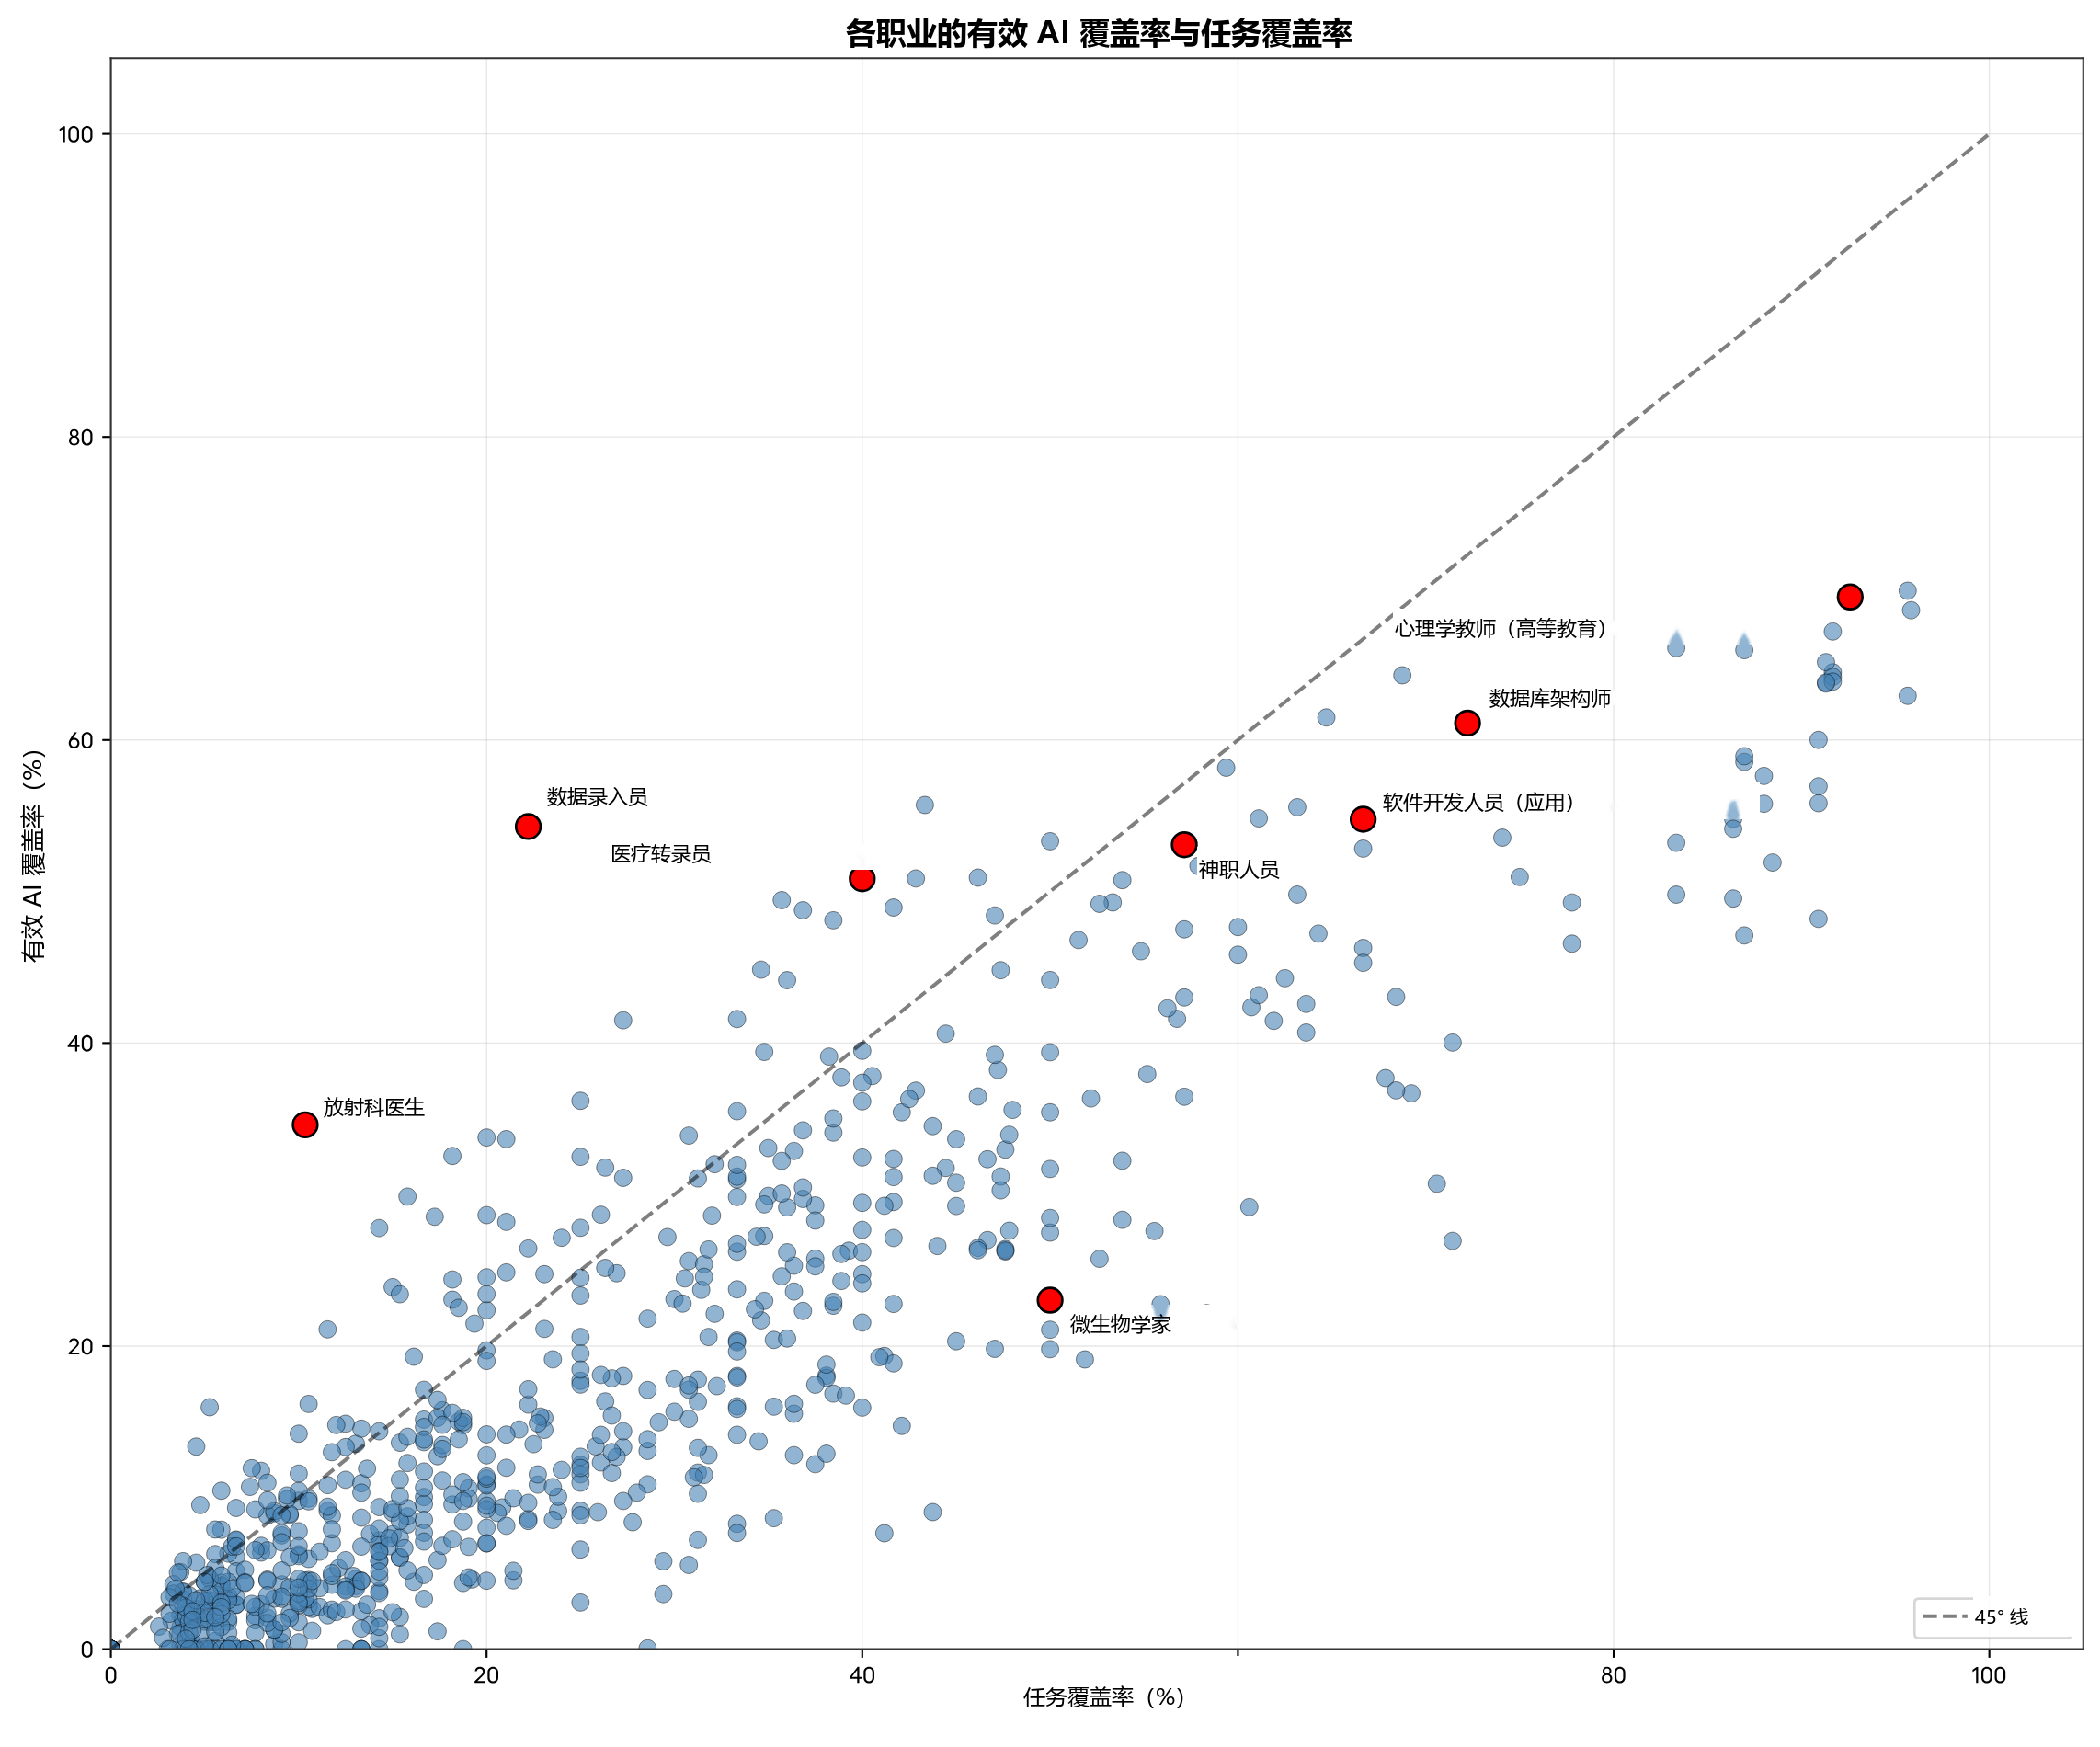 各职业的有效 AI 覆盖率与任务覆盖率
有效 AI 覆盖率（%）
100
80
60
40
20
0
心理学教师（高等教育）
数据库架构师
数据录入员
软件开发人员（应用）
医疗转录员
神职人员
放射科医生
微生物学家
45° 线
0
20
40
80
100
任务覆盖率（%）